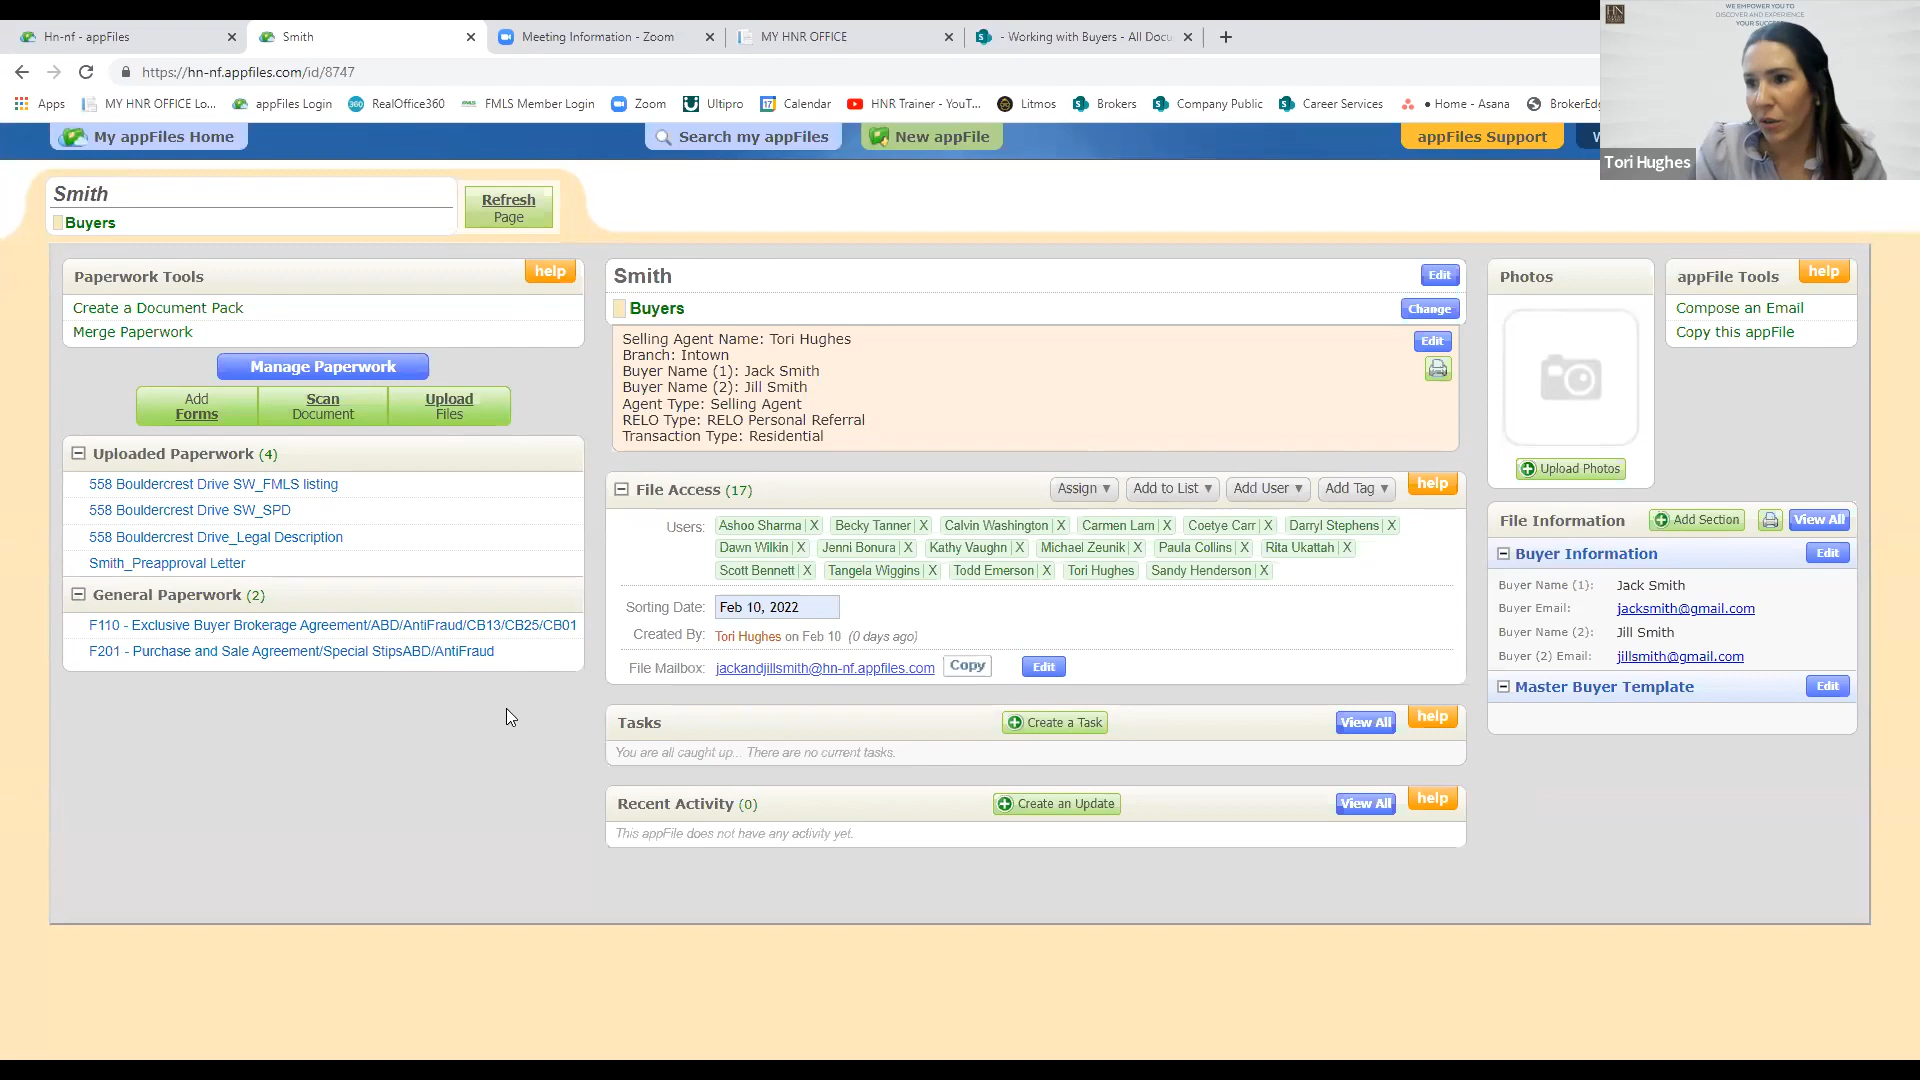 Hn-nf - appFiles
Smith
Meeting Information - Zoom
MY HNR OFFICE
- Working with Buyers - All Docu
https://hn-nf.appfiles.com/id/8747
Apps
MY HNR OFFICE Lo...
appFiles Login
RealOffice360
FMLS Member Login
Zoom
Ultipro
Calendar
HNR Trainer - YouT...
Litmos
Brokers
Company Public
Career Services
• Home - Asana
BrokerEdg
WE EMPOWER YOU TO
DISCOVER AND EXPERIENCE
YOUR SUCCESS
HN
Tori Hughes
My appFiles Home
Search my appFiles
New appFile
appFiles Support
W
Smith
Buyers
Refresh
Page
Paperwork Tools
help
Create a Document Pack
Merge Paperwork
Manage Paperwork
Add
Forms
Scan
Document
Upload
Files
Uploaded Paperwork (4)
558 Bouldercrest Drive SW_FMLS listing
558 Bouldercrest Drive SW_SPD
558 Bouldercrest Drive_Legal Description
Smith_Preapproval Letter
General Paperwork (2)
F110 - Exclusive Buyer Brokerage Agreement/ABD/AntiFraud/CB13/CB25/CB01
F201 - Purchase and Sale Agreement/Special StipsABD/AntiFraud
Smith
Edit
Buyers
Change
Selling Agent Name: Tori Hughes
Edit
Branch: Intown
Buyer Name (1): Jack Smith
Buyer Name (2): Jill Smith
Agent Type: Selling Agent
RELO Type: RELO Personal Referral
Transaction Type: Residential
File Access (17)
Assign ▼
Add to List ▼
Add User ▼
Add Tag ▼
help
Users:
Ashoo Sharma X Becky Tanner X Calvin Washington X Carmen Lam X Coetye Carr X Darryl Stephens X
Dawn Wilkin X Jenni Bonura X Kathy Vaughn X Michael Zeunik X Paula Collins X Rita Ukattah X
Scott Bennett X Tangela Wiggins X Todd Emerson X Tori Hughes Sandy Henderson X
Sorting Date: Feb 10, 2022
Created By: Tori Hughes on Feb 10 (0 days ago)
File Mailbox: jackandjillsmith@hn-nf.appfiles.com Copy Edit
Tasks
Create a Task
View All
help
You are all caught up... There are no current tasks.
Recent Activity (0)
Create an Update
View All
help
This appFile does not have any activity yet.
Photos
Upload Photos
appFile Tools
help
Compose an Email
Copy this appFile
File Information
Add Section
View All
Buyer Information
Edit
Buyer Name (1): Jack Smith
Buyer Email: jacksmith@gmail.com
Buyer Name (2): Jill Smith
Buyer (2) Email: jillsmith@gmail.com
Master Buyer Template
Edit